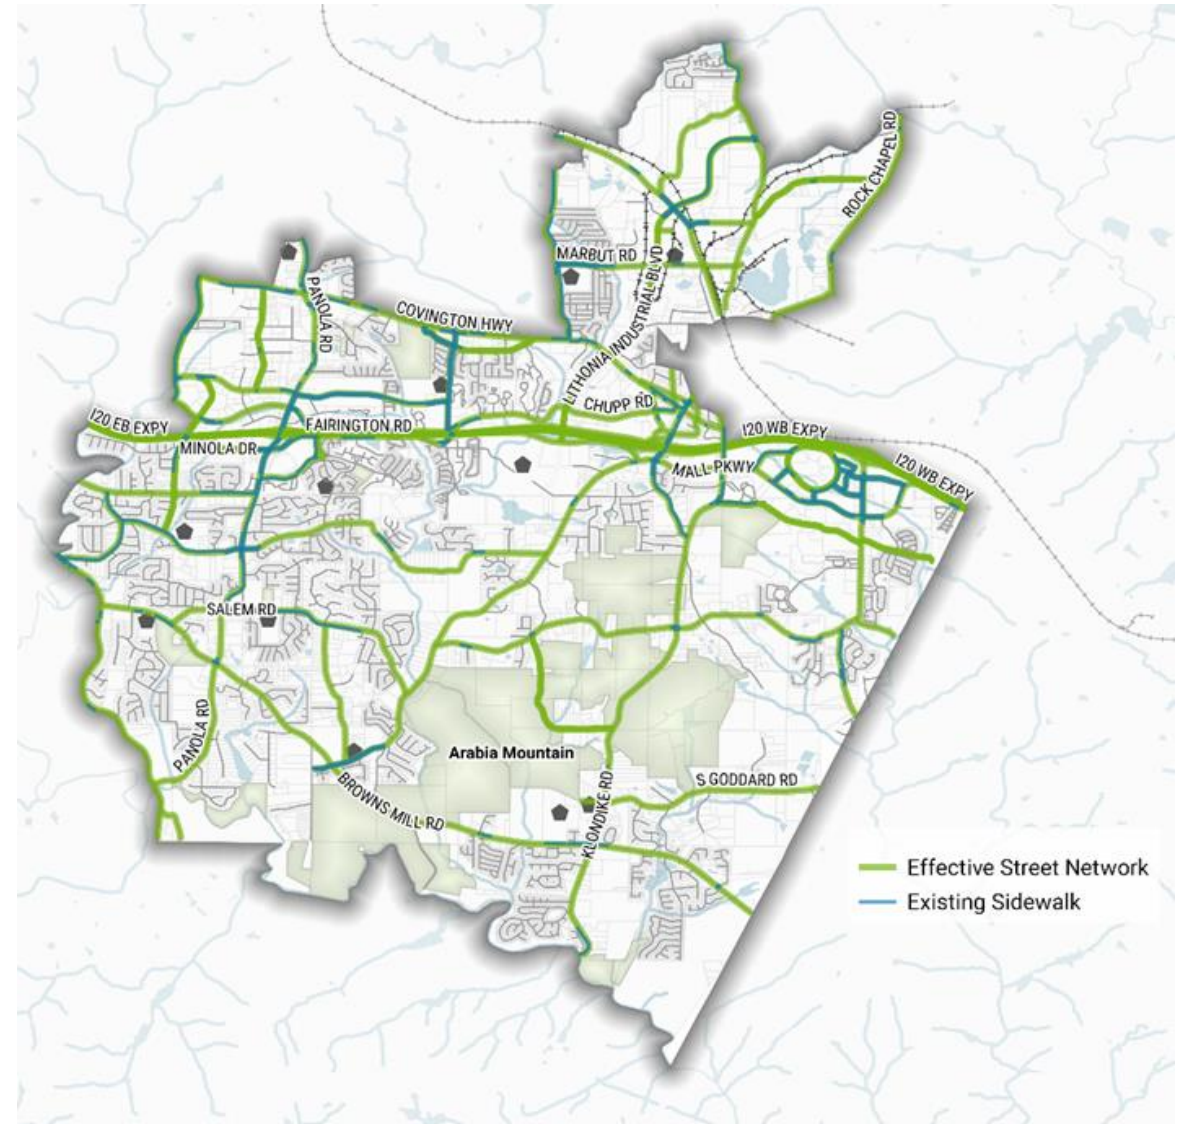 ROCK CHAPEL RD
MARBUT RD
LITHONIA INDUSTRIAL BLVD
PANOLA RD
COVINGTON HWY
CHUPP RD
I20 EB EXPY
FAIRINGTON RD
I20 WB EXPY
MINOLA DR
MALL PKWY
I20 WB EXPY
SALEM RD
PANOLA RD
Arabia Mountain
S GODDARD RD
BROWNS MILL RD
KLONDIKE RD
Effective Street Network
Existing Sidewalk